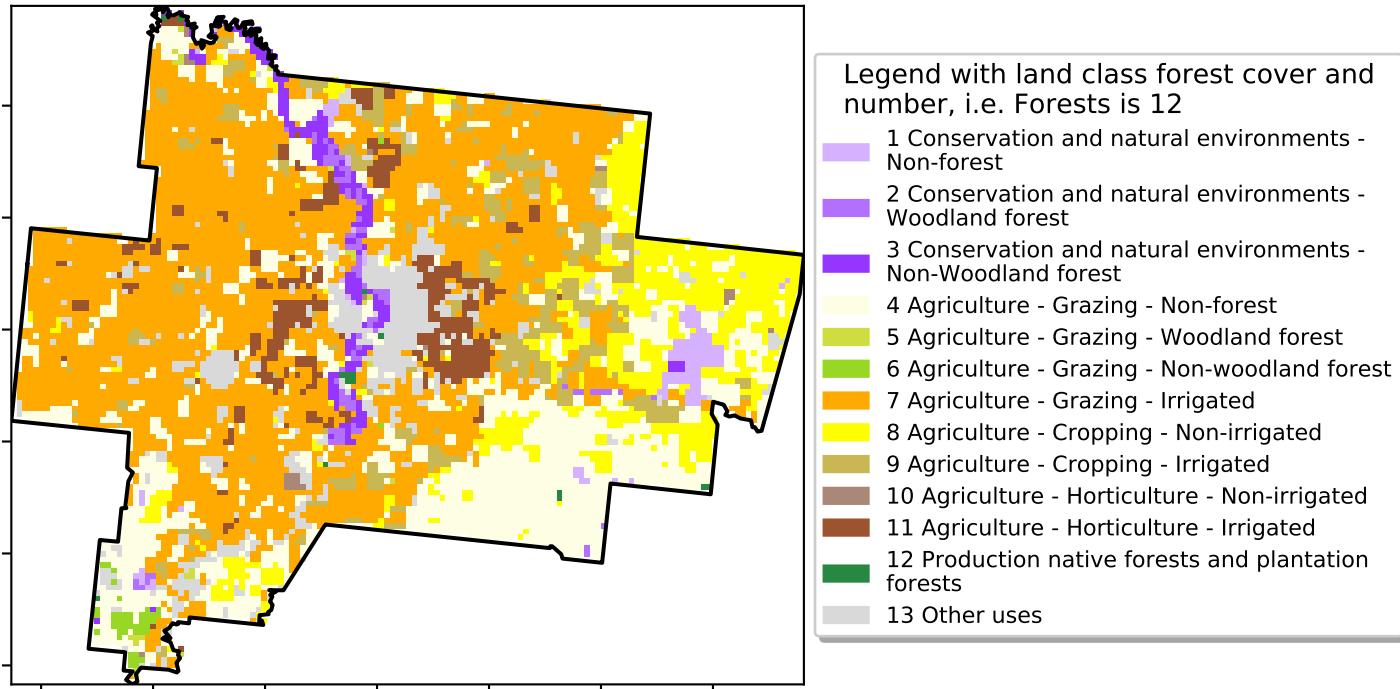 Legend with land class forest cover and
number, i.e. Forests is 12
1 Conservation and natural environments -
Non-forest
2 Conservation and natural environments -
Woodland forest
3 Conservation and natural environments -
Non-Woodland forest
4 Agriculture - Grazing - Non-forest
5 Agriculture - Grazing - Woodland forest
6 Agriculture - Grazing - Non-woodland forest
7 Agriculture - Grazing - Irrigated
8 Agriculture - Cropping - Non-irrigated
9 Agriculture - Cropping - Irrigated
10 Agriculture - Horticulture - Non-irrigated
11 Agriculture - Horticulture - Irrigated
12 Production native forests and plantation
forests
13 Other uses